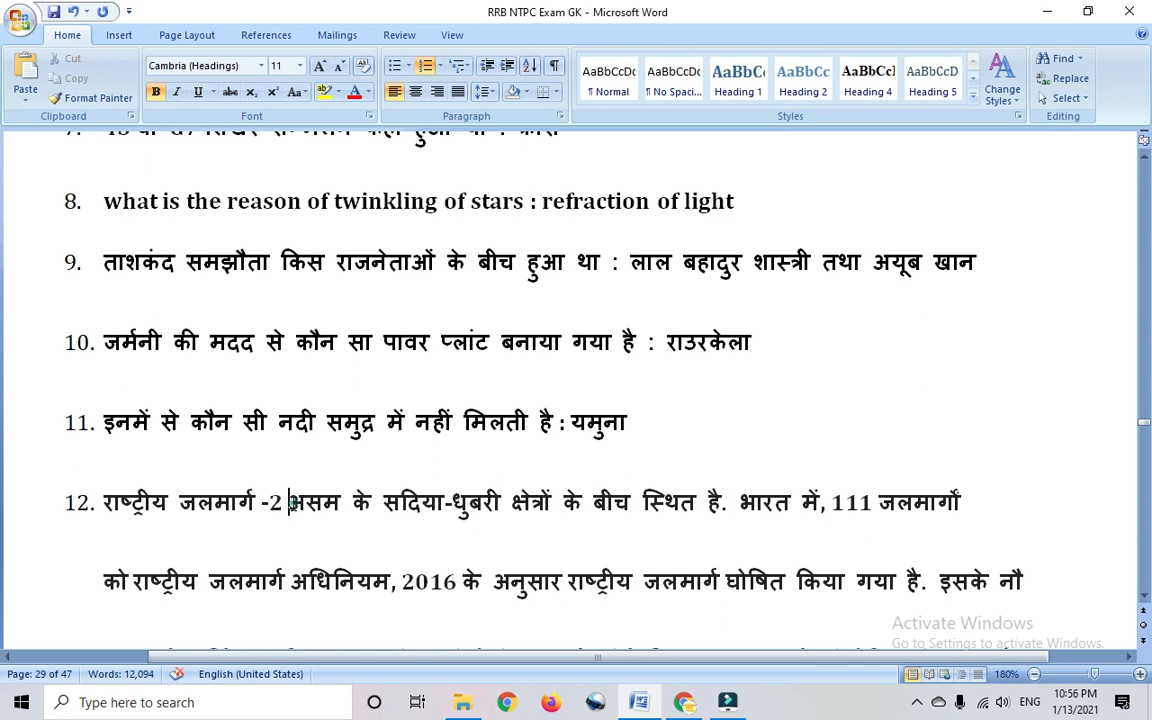 RRB NTPC Exam GK - Microsoft Word
Home Insert Page Layout References Mailings Review View
Cut
Copy
Format Painter
Paste
Clipboard
Cambria (Headings) 11
Font
Paragraph
AaBbCcDc AaBbCcDc AaBbC AaBbCc AaBbCcI AaBbCcD
¶ Normal ¶ No Spaci... Heading 1 Heading 2 Heading 4 Heading 5
Change Styles
Styles
Find
Replace
Select
Editing
8. what is the reason of twinkling of stars : refraction of light
9. ताशकंद समझौता किस राजनेताओं के बीच हुआ था : लाल बहादुर शास्त्री तथा अयूब खान
10. जर्मनी की मदद से कौन सा पावर प्लांट बनाया गया है : राउरकेला
11. इनमें से कौन सी नदी समुद्र में नहीं मिलती है : यमुना
12. राष्ट्रीय जलमार्ग -2 असम के सदिया-धुबरी क्षेत्रों के बीच स्थित है. भारत में, 111 जलमार्गों
को राष्ट्रीय जलमार्ग अधिनियम, 2016 के अनुसार राष्ट्रीय जलमार्ग घोषित किया गया है. इसके नौ
Activate Windows
Go to Settings to activate Windows.
Page: 29 of 47 Words: 12,094 English (United States) 180%
Type here to search
ENG
10:56 PM
1/13/2021